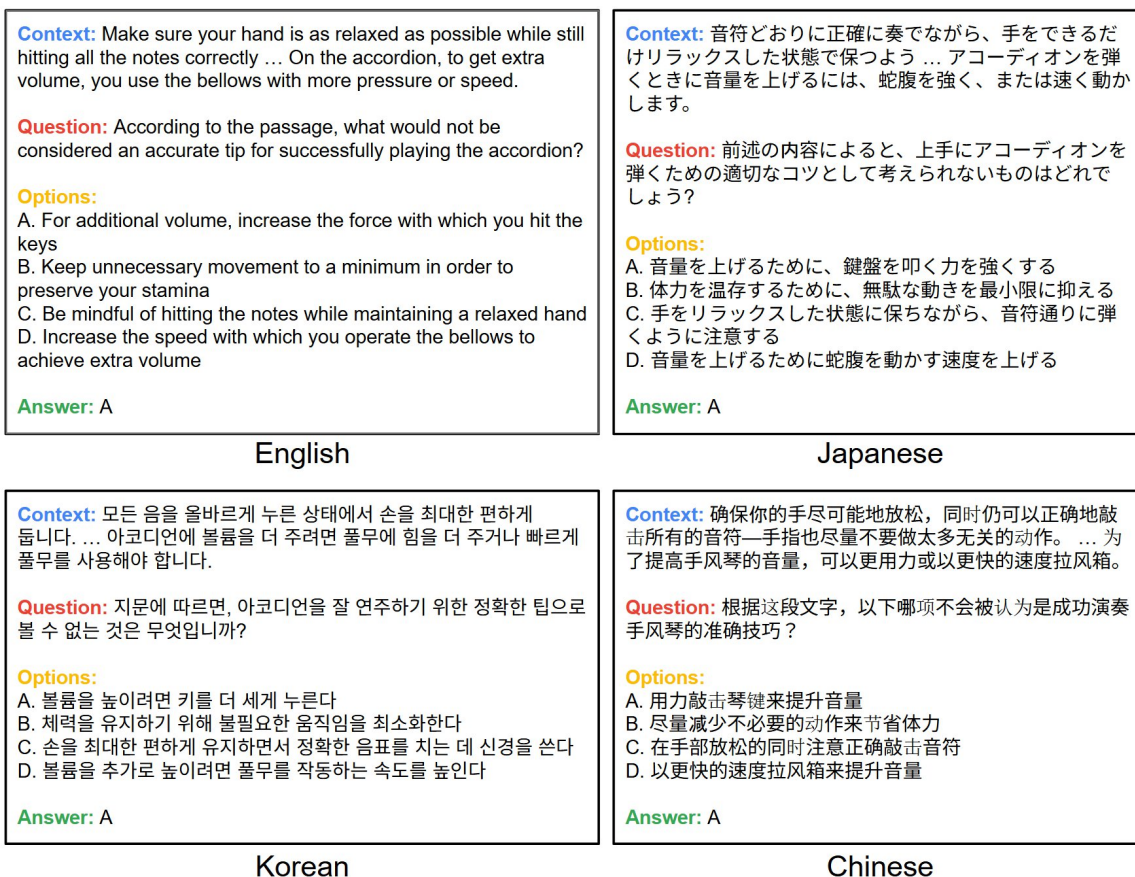 Context: Make sure your hand is as relaxed as possible while still
hitting all the notes correctly ... On the accordion, to get extra
volume, you use the bellows with more pressure or speed.
Question: According to the passage, what would not be
considered an accurate tip for successfully playing the accordion?
Options:
A. For additional volume, increase the force with which you hit the
keys
B. Keep unnecessary movement to a minimum in order to
preserve your stamina
C. Be mindful of hitting the notes while maintaining a relaxed hand
D. Increase the speed with which you operate the bellows to
achieve extra volume
Answer: A
English
Context: 音符どおりに正確に奏でながら、手をできるだ
けリラックスした状態で保つよう ... アコーディオンを弾
くときに音量を上げるには、蛇腹を強く、または速く動か
します。
Question: 前述の内容によると、上手にアコーディオンを
弾くための適切なコツとして考えられないものはどれで
しょう?
Options:
A. 音量を上げるために、鍵盤を叩く力を強くする
B. 体力を温存するために、無駄な動きを最小限に抑える
C. 手をリラックスした状態に保ちながら、音符通りに弾
くように注意する
D. 音量を上げるために蛇腹を動かす速度を上げる
Answer: A
Japanese
Context: 모든 음을 올바르게 누른 상태에서 손을 최대한 편하게
둡니다. ... 아코디언에 볼륨을 더 주려면 풀무에 힘을 더 주거나 빠르게
풀무를 사용해야 합니다.
Question: 지문에 따르면, 아코디언을 잘 연주하기 위한 정확한 팁으로
볼 수 없는 것은 무엇입니까?
Options:
A. 볼륨을 높이려면 키를 더 세게 누른다
B. 체력을 유지하기 위해 불필요한 움직임을 최소화한다
C. 손을 최대한 편하게 유지하면서 정확한 음표를 치는 데 신경을 쓴다
D. 볼륨을 추가로 높이려면 풀무를 작동하는 속도를 높인다
Answer: A
Korean
Context: 确保你的手尽可能地放松，同时仍可以正确地敲
击所有的音符—手指也尽量不要做太多无关的动作。 ... 为
了提高手风琴的音量，可以更用力或以更快的速度拉风箱。
Question: 根据这段文字，以下哪项不会被认为是成功演奏
手风琴的准确技巧？
Options:
A. 用力敲击琴键来提升音量
B. 尽量减少不必要的动作来节省体力
C. 在手部放松的同时注意正确敲击音符
D. 以更快的速度拉风箱来提升音量
Answer: A
Chinese